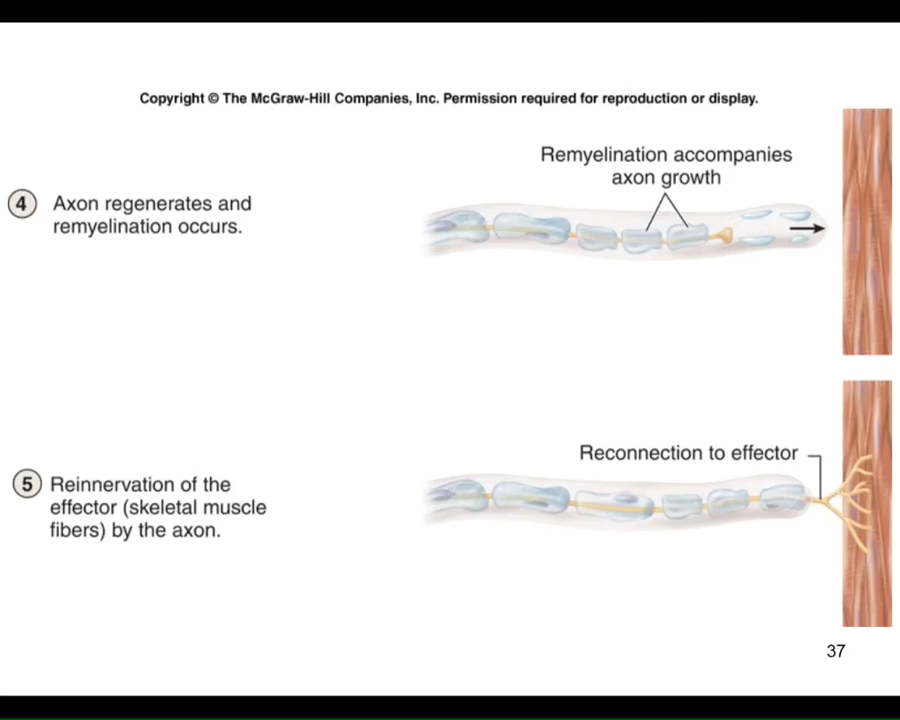 Copyright © The McGraw-Hill Companies, Inc. Permission required for reproduction or display.
Remyelination accompanies
axon growth
4 Axon regenerates and
remyelination occurs.
Reconnection to effector
5 Reinnervation of the
effector (skeletal muscle
fibers) by the axon.
37